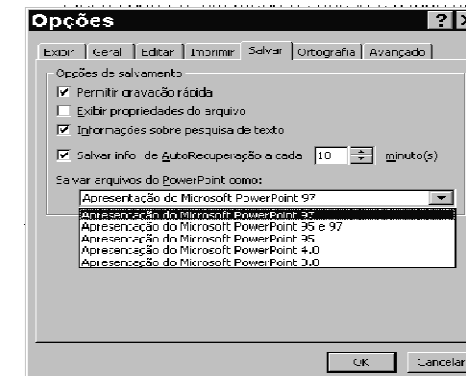 Opções
Exibir Geral Editar Imprimir Salvar Ortografia Avançado
Opções de salvamento
Permitir gravação rápida
Exibir propriedades do arquivo
Informações sobre pesquisa de texto
Salvar info. de AutoRecuperação a cada 10 minuto(s)
Salvar arquivos do PowerPoint como:
Apresentação do Microsoft PowerPoint 97
Apresentação do Microsoft PowerPoint 97
Apresentação do Microsoft PowerPoint 95 e 97
Apresentação do Microsoft PowerPoint 95
Apresentação do Microsoft PowerPoint 4.0
Apresentação do Microsoft PowerPoint 3.0
OK Cancelar